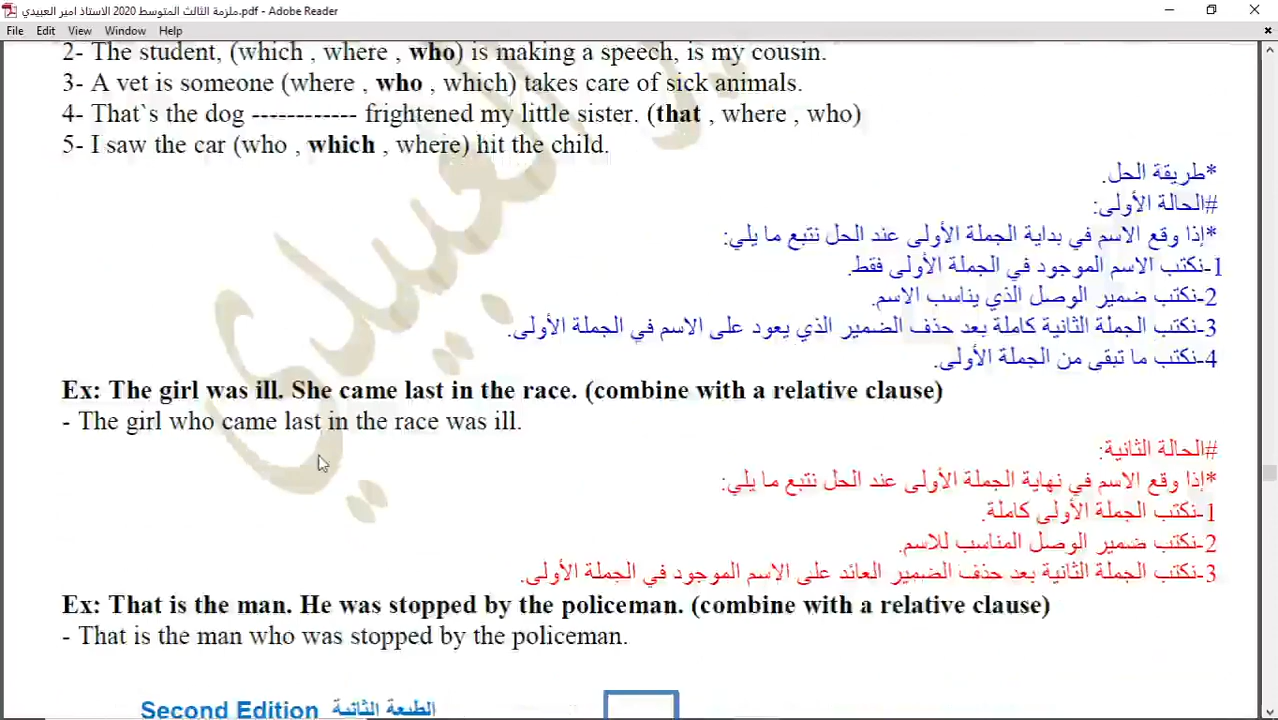 ملزمة الثالث المتوسط 2020 الاستاذ امير العبيدي.pdf - Adobe Reader
File Edit View Window Help
2- The student, (which , where , who) is making a speech, is my cousin.
3- A vet is someone (where , who , which) takes care of sick animals.
4- That`s the dog ------------ frightened my little sister. (that , where , who)
5- I saw the car (who , which , where) hit the child.
*طريقة الحل.
#الحالة الأولى:
*إذا وقع الاسم في بداية الجملة الأولى عند الحل نتبع ما يلي:
1-نكتب الاسم الموجود في الجملة الأولى فقط.
2-نكتب ضمير الوصل الذي يناسب الاسم.
3-نكتب الجملة الثانية كاملة بعد حذف الضمير الذي يعود على الاسم في الجملة الأولى.
4-نكتب ما تبقى من الجملة الأولى.
Ex: The girl was ill. She came last in the race. (combine with a relative clause)
- The girl who came last in the race was ill.
#الحالة الثانية:
*إذا وقع الاسم في نهاية الجملة الأولى عند الحل نتبع ما يلي:
1-نكتب الجملة الأولى كاملة.
2-نكتب ضمير الوصل المناسب للاسم.
3-نكتب الجملة الثانية بعد حذف الضمير العائد على الاسم الموجود في الجملة الأولى.
Ex: That is the man. He was stopped by the policeman. (combine with a relative clause)
- That is the man who was stopped by the policeman.
Second Edition الطبعة الثانية
العبيدي